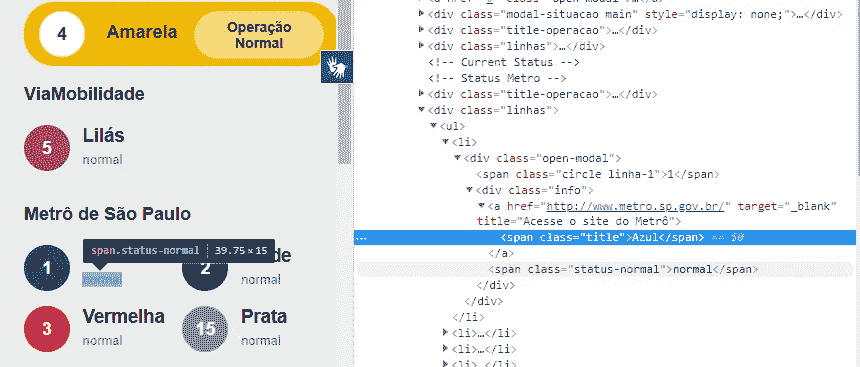 4
Amarela
Operação
Normal
ViaMobilidade
5
Lilás
normal
Metrô de São Paulo
span.status-normal 39.75×15
1
normal
2
de
normal
3
Vermelha
normal
15
Prata
normal
<div class="modal-situacao main" style="display: none;">…</div>
<div class="title-operacao">…</div>
<div class="linhas">…</div>
<!-- Current Status -->
<!-- Status Metro -->
<div class="title-operacao">…</div>
<div class="linhas">
<ul>
<li>
<div class="open-modal">
<span class="circle linha-1">1</span>
<div class="info">
<a href="http://www.metro.sp.gov.br/" target="_blank"
title="Acesse o site do Metrô">
… <span class="title">Azul</span> == $0
</a>
<span class="status-normal">normal</span>
</div>
</div>
</li>
<li>…</li>
<li>…</li>
<li>…</li>